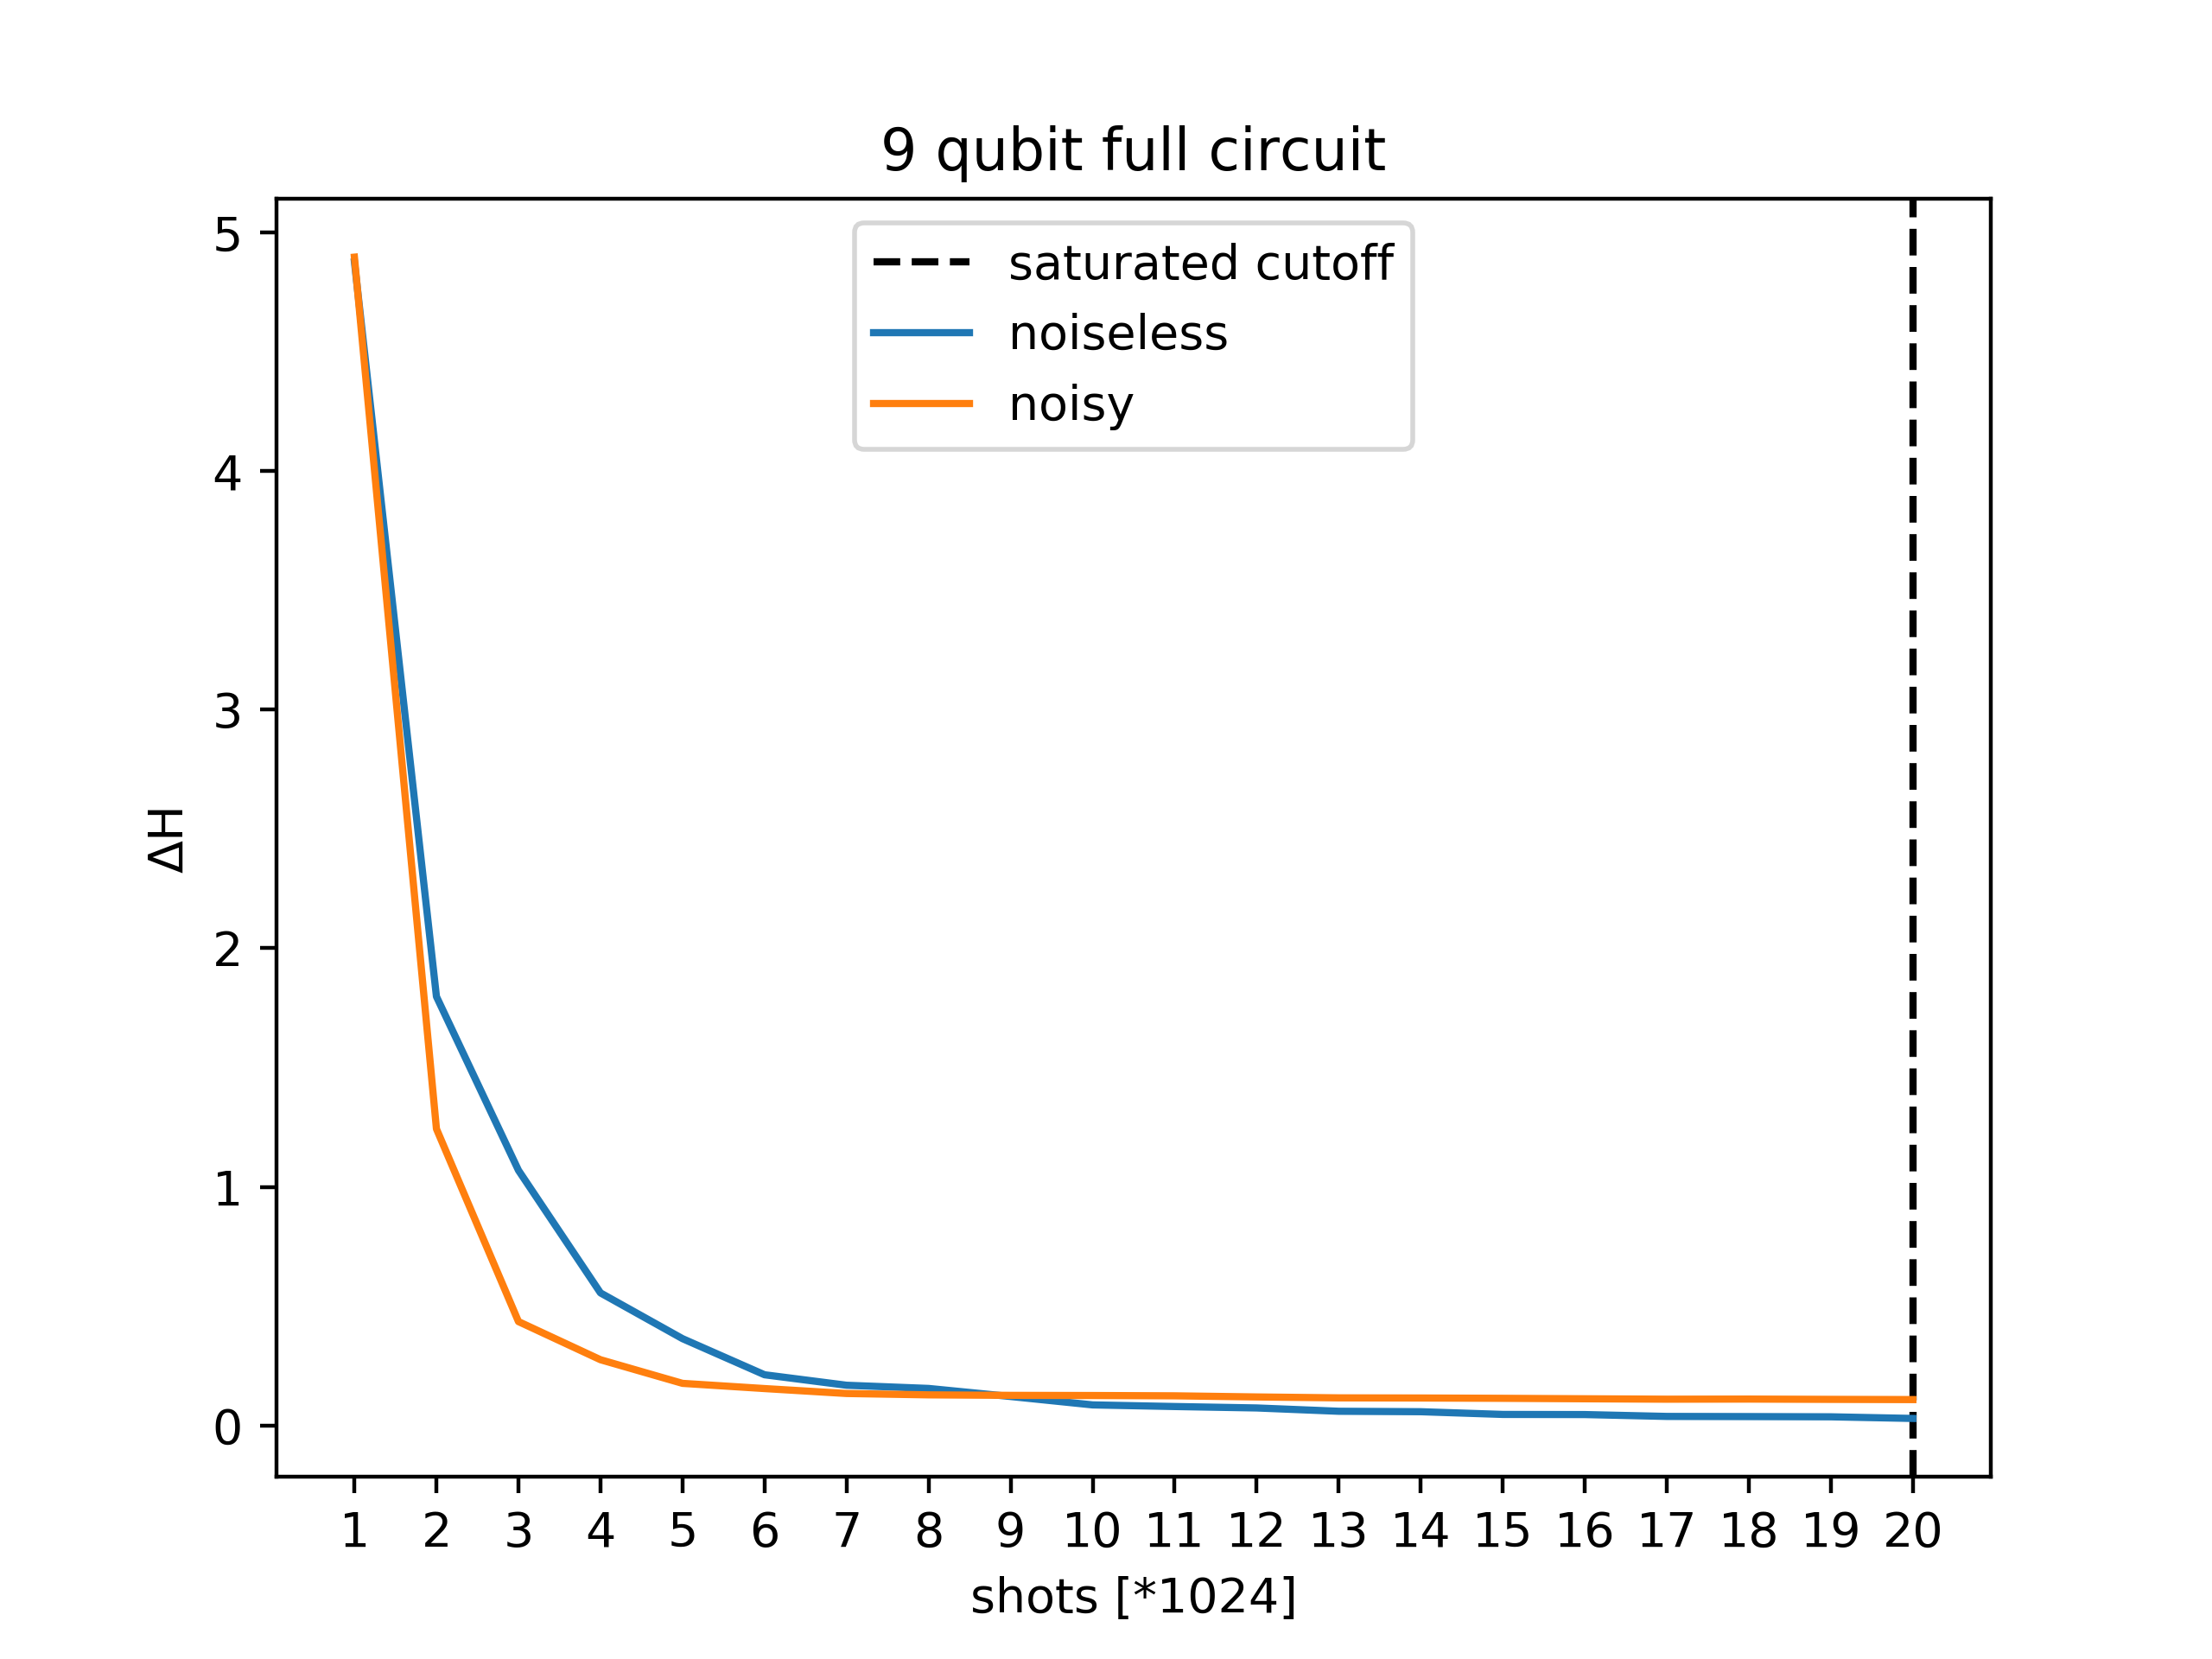 9 qubit full circuit
saturated cutoff
noiseless
noisy
5
4
3
2
1
0
ΔH
1 2 3 4 5 6 7 8 9 10 11 12 13 14 15 16 17 18 19 20
shots [*1024]